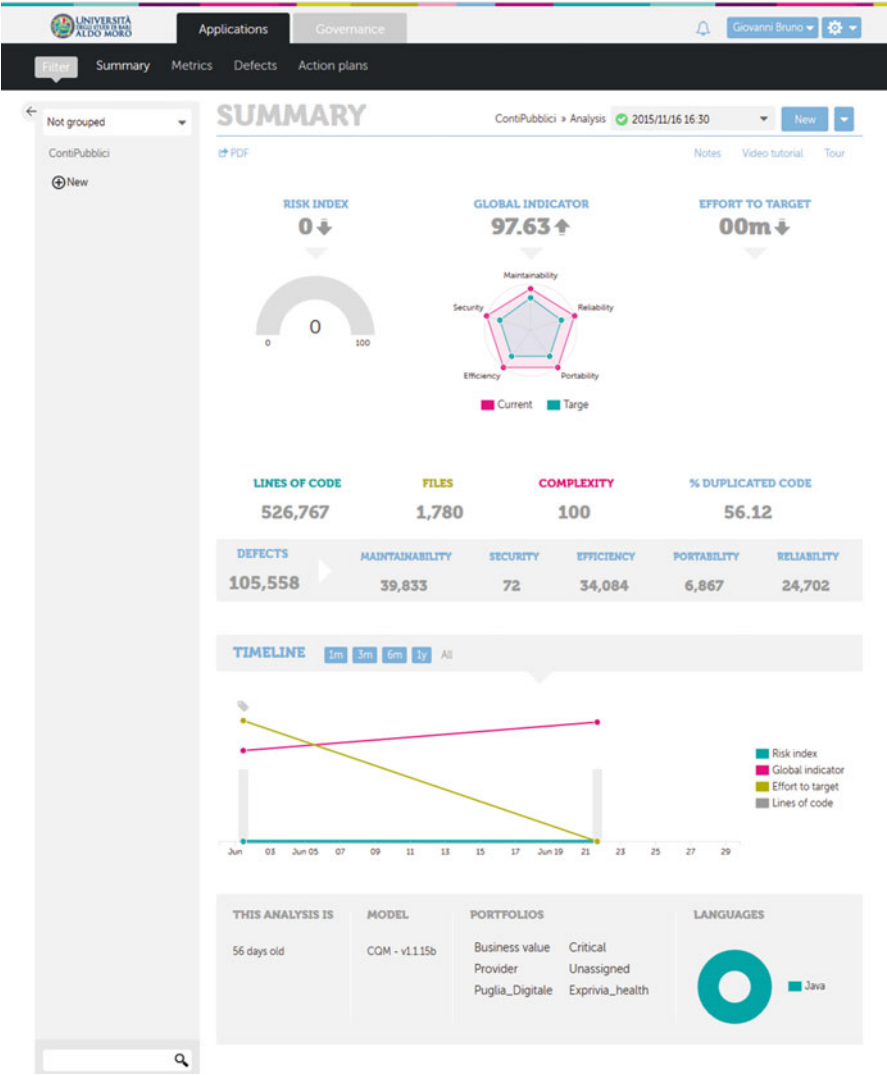 UNIVERSITÀ
DEGLI STUDI DI BARI
ALDO MORO
Applications
Governance
Giovanni Bruno
Filter
Summary
Metrics
Defects
Action plans
Not grouped
ContiPubblici
New
SUMMARY
ContiPubblici » Analysis
2015/11/16 16:30
New
PDF
Notes
Video tutorial
Tour
RISK INDEX
0
GLOBAL INDICATOR
97.63
EFFORT TO TARGET
00m
0
0
100
Maintainability
Security
Reliability
Efficiency
Portability
Current
Targe
LINES OF CODE
FILES
COMPLEXITY
% DUPLICATED CODE
526,767
1,780
100
56.12
DEFECTS
MAINTAINABILITY
SECURITY
EFFICIENCY
PORTABILITY
RELIABILITY
105,558
39,833
72
34,084
6,867
24,702
TIMELINE
1m
3m
6m
1y
All
Risk index
Global indicator
Effort to target
Lines of code
Jun
03
Jun 05
07
09
11
13
15
17
Jun 19
21
23
25
27
29
THIS ANALYSIS IS
56 days old
MODEL
CQM - v1.1.15b
PORTFOLIOS
Business value Critical
Provider Unassigned
Puglia_Digitale Exprivia_health
LANGUAGES
Java